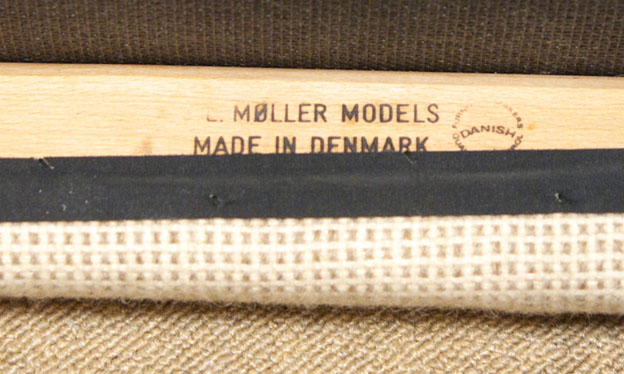 L. MØLLER MODELS
MADE IN DENMARK
DANISH